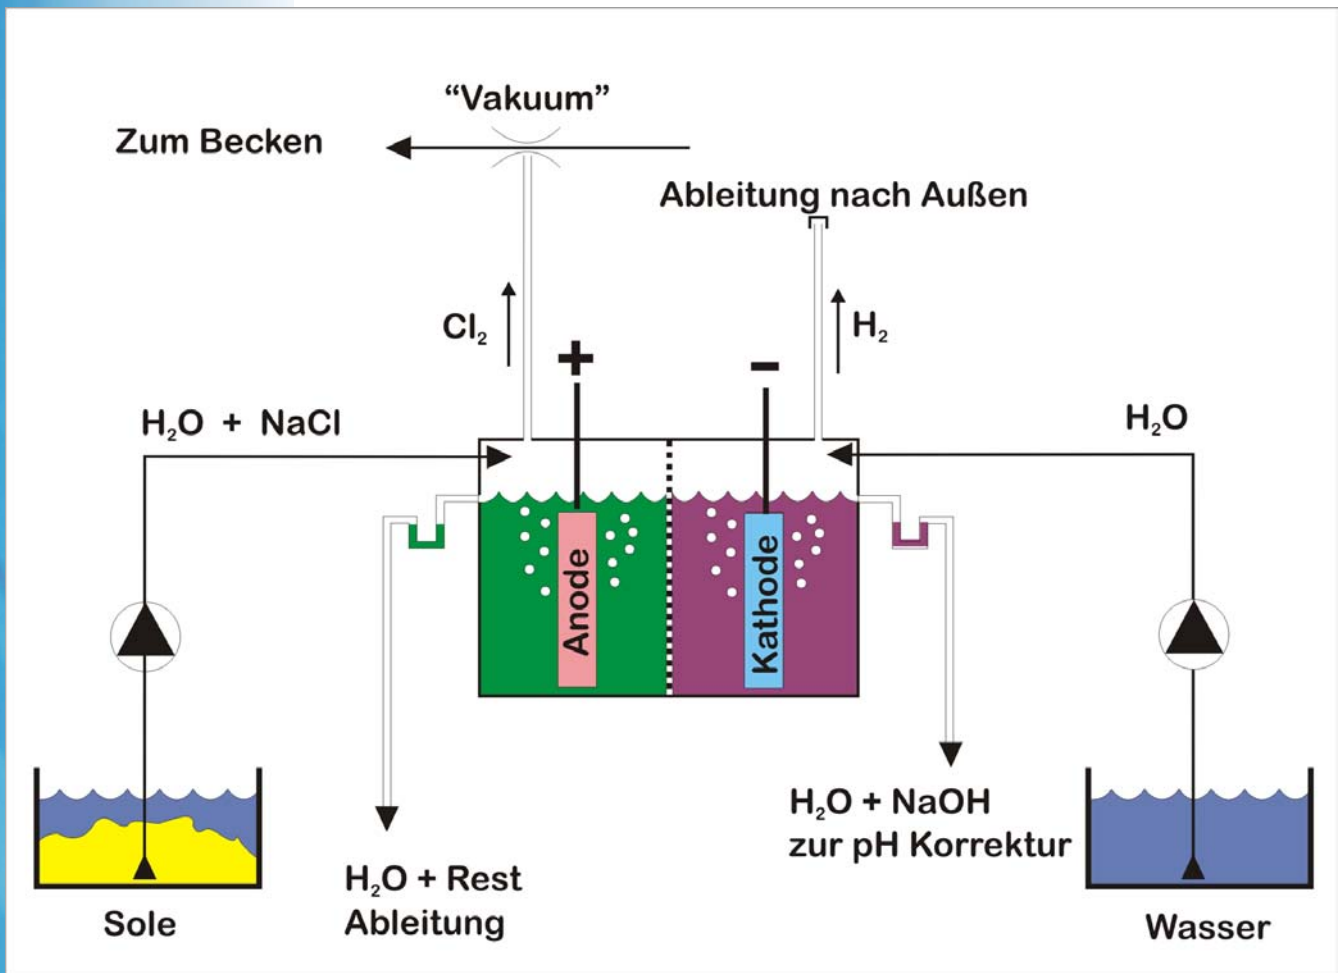 “Vakuum”
Zum Becken
Ableitung nach Außen
Cl₂
H₂
+
−
H₂O + NaCl
H₂O
Anode
Kathode
H₂O + NaOH
zur pH Korrektur
H₂O + Rest
Ableitung
Sole
Wasser